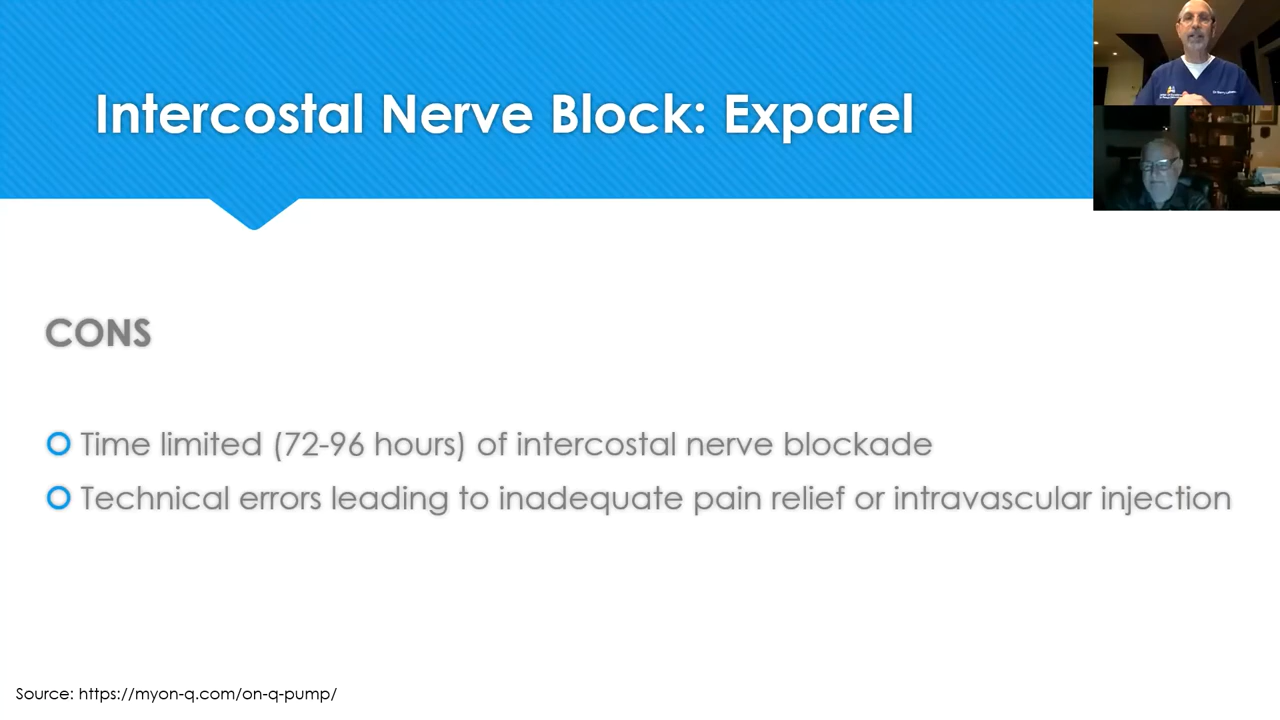 Intercostal Nerve Block: Exparel
CONS
Time limited (72-96 hours) of intercostal nerve blockade
Technical errors leading to inadequate pain relief or intravascular injection
Source: https://myon-q.com/on-q-pump/